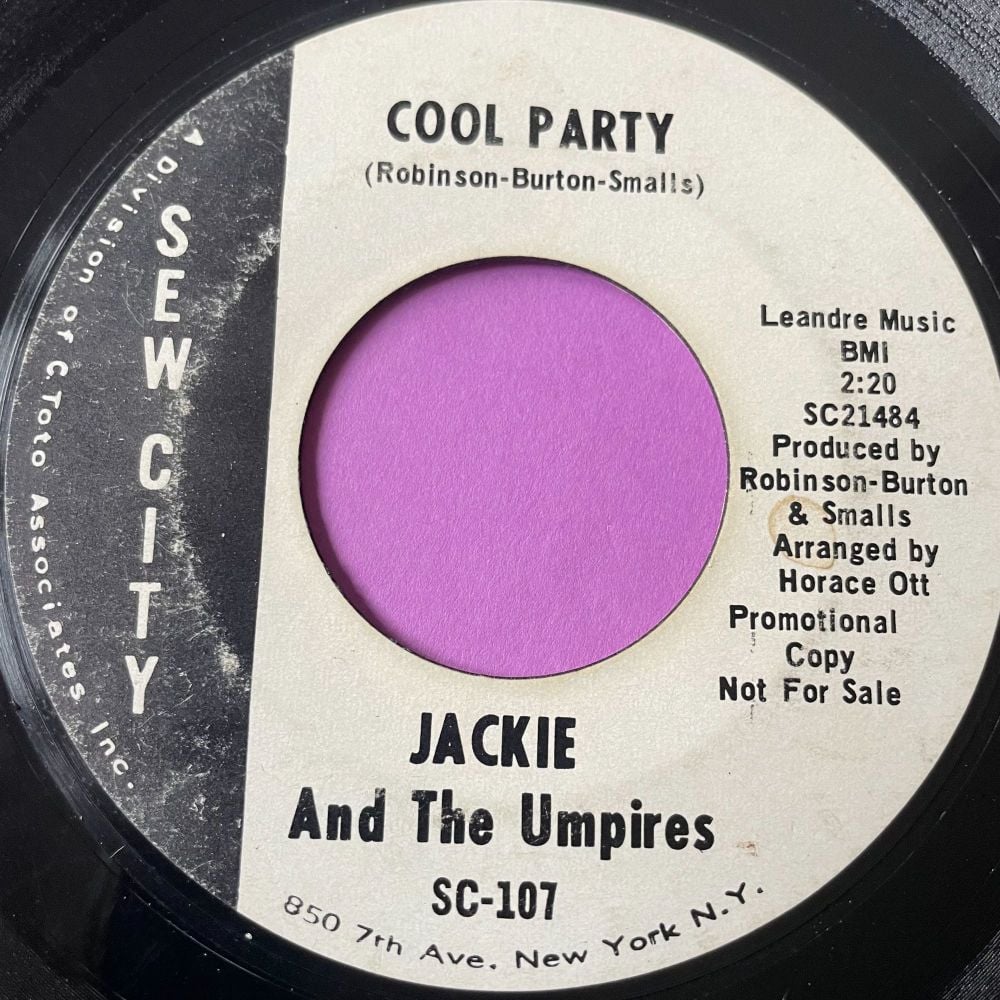 COOL PARTY
(Robinson-Burton-Smalls)
A Division of C. Toto Associates Inc.
SEW CITY
Leandre Music
BMI
2:20
SC21484
Produced by
Robinson-Burton
& Smalls
Arranged by
Horace Ott
Promotional
Copy
Not For Sale
JACKIE
And The Umpires
SC-107
850 7th Ave. New York N.Y.